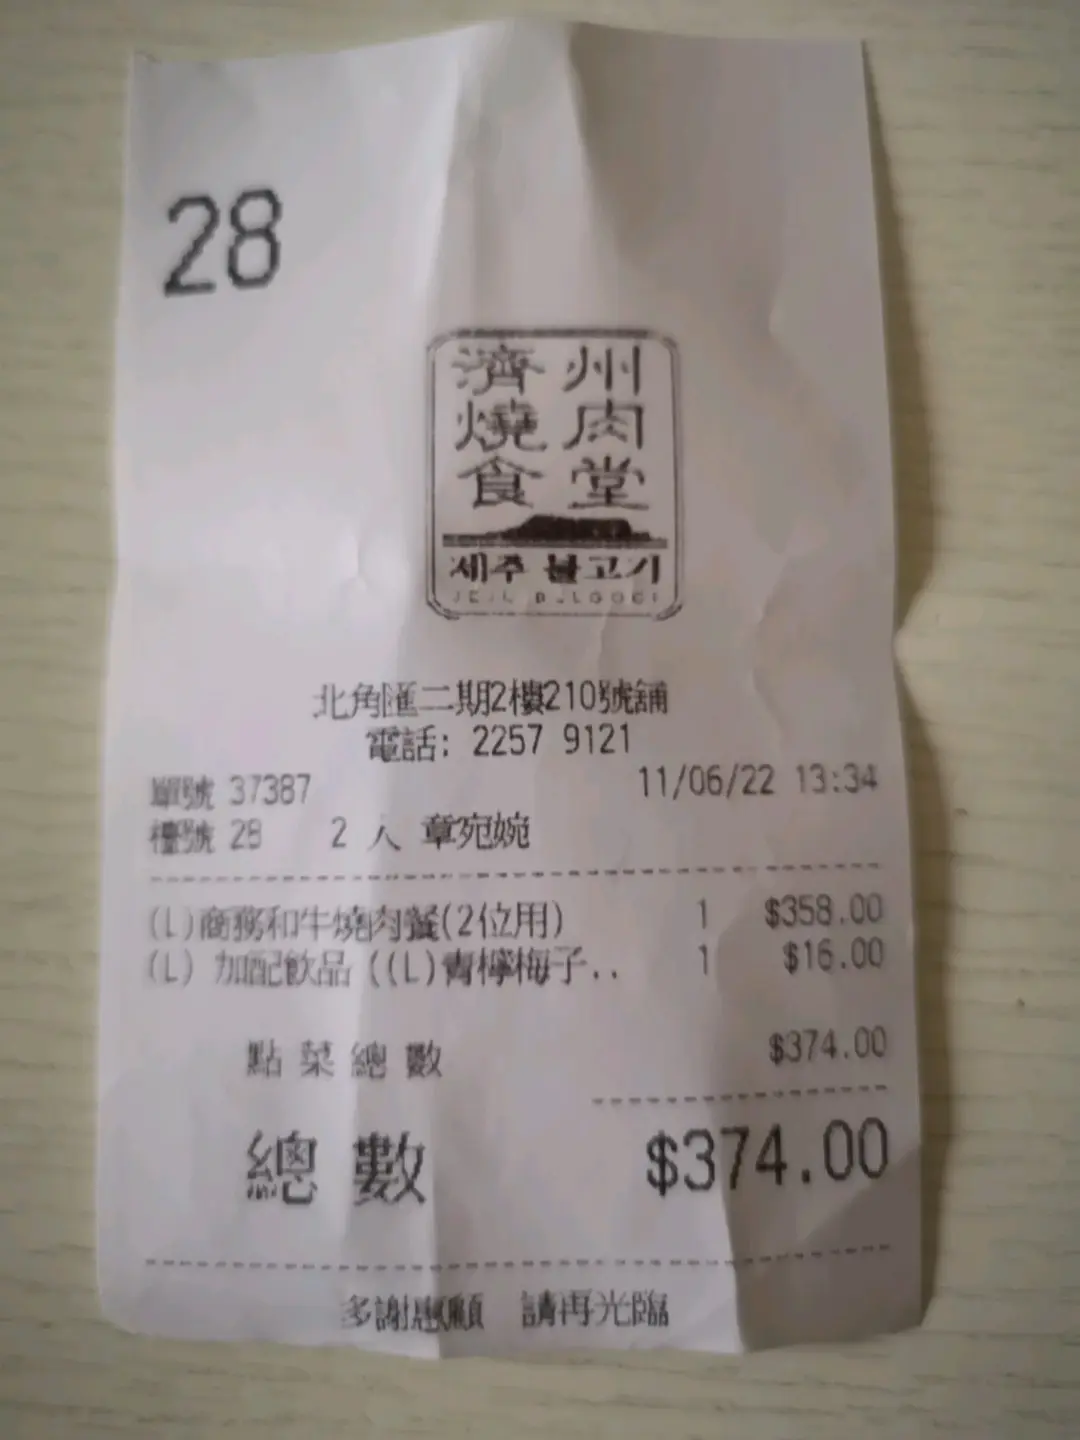 28
濟州
燒肉
食堂
제주 불고기
JEJU BULGOGI
北角匯二期2樓210號舖
電話: 2257 9121
單號 37387 11/06/22 13:34
檯號 28 2 人 章宛婉
(L)商務和牛燒肉餐(2位用) 1 $358.00
(L) 加配飲品 ((L)青檸梅子.. 1 $16.00
點菜總數 $374.00
總數 $374.00
多謝惠顧 請再光臨